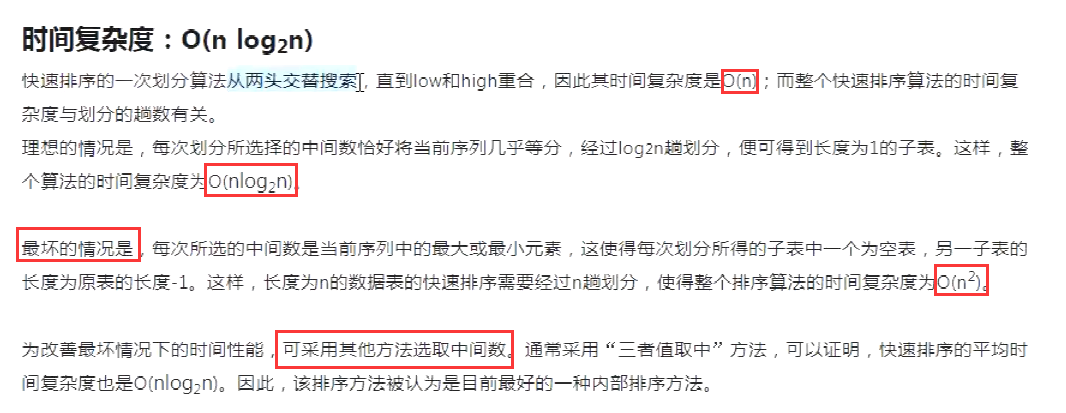 时间复杂度：O(n log₂n)
快速排序的一次划分算法从两头交替搜索，直到low和high重合，因此其时间复杂度是O(n)；而整个快速排序算法的时间复
杂度与划分的趟数有关。
理想的情况是，每次划分所选择的中间数恰好将当前序列几乎等分，经过log2n趟划分，便可得到长度为1的子表。这样，整
个算法的时间复杂度为O(nlog₂n)。
最坏的情况是，每次所选的中间数是当前序列中的最大或最小元素，这使得每次划分所得的子表中一个为空表，另一子表的
长度为原表的长度-1。这样，长度为n的数据表的快速排序需要经过n趟划分，使得整个排序算法的时间复杂度为O(n²)。
为改善最坏情况下的时间性能，可采用其他方法选取中间数。通常采用“三者值取中”方法，可以证明，快速排序的平均时
间复杂度也是O(nlog₂n)。因此，该排序方法被认为是目前最好的一种内部排序方法。